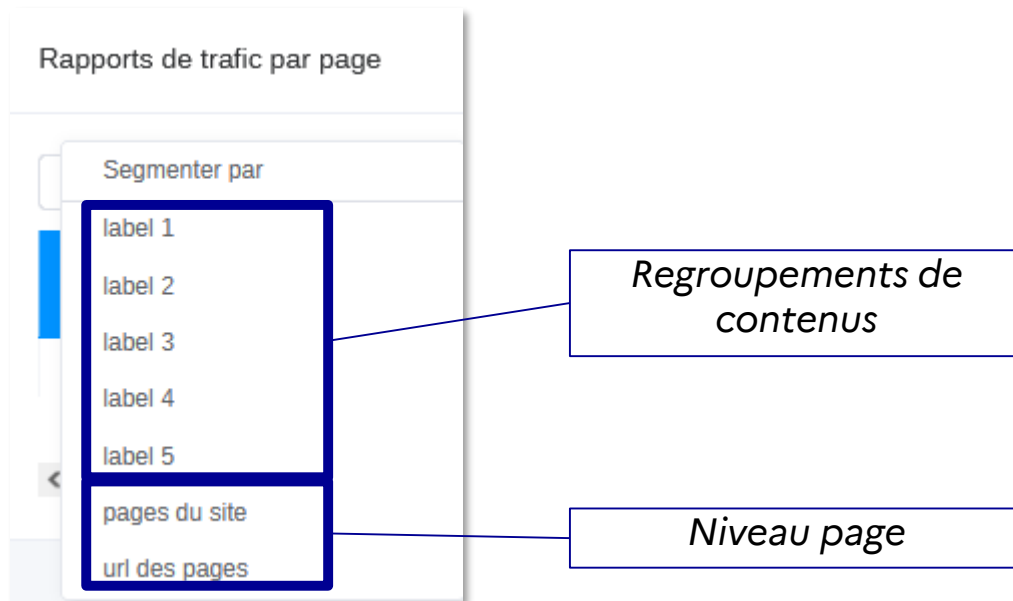 Rapports de trafic par page
Segmenter par
label 1
label 2
label 3
label 4
label 5
pages du site
url des pages
Regroupements de
contenus
Niveau page